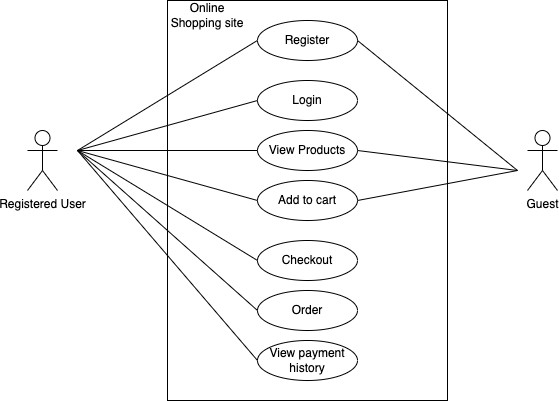 Online
Shopping site
Register
Login
View Products
Add to cart
Registered User
Guest
Checkout
Order
View payment
history